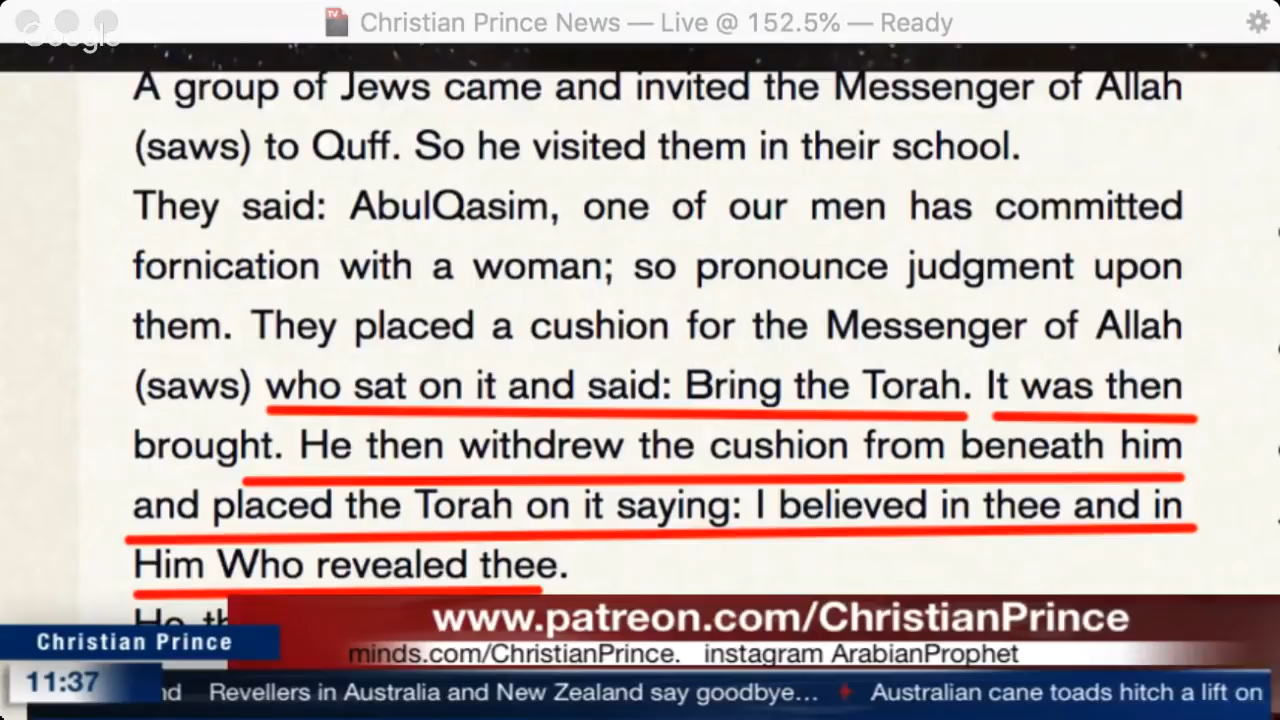 Christian Prince News — Live @ 152.5% — Ready
Google
A group of Jews came and invited the Messenger of Allah
(saws) to Quff. So he visited them in their school.
They said: AbulQasim, one of our men has committed
fornication with a woman; so pronounce judgment upon
them. They placed a cushion for the Messenger of Allah
(saws) who sat on it and said: Bring the Torah. It was then
brought. He then withdrew the cushion from beneath him
and placed the Torah on it saying: I believed in thee and in
Him Who revealed thee.
www.patreon.com/ChristianPrince
Christian Prince
minds.com/ChristianPrince. instagram ArabianProphet
11:37
Revellers in Australia and New Zealand say goodbye... Australian cane toads hitch a lift on